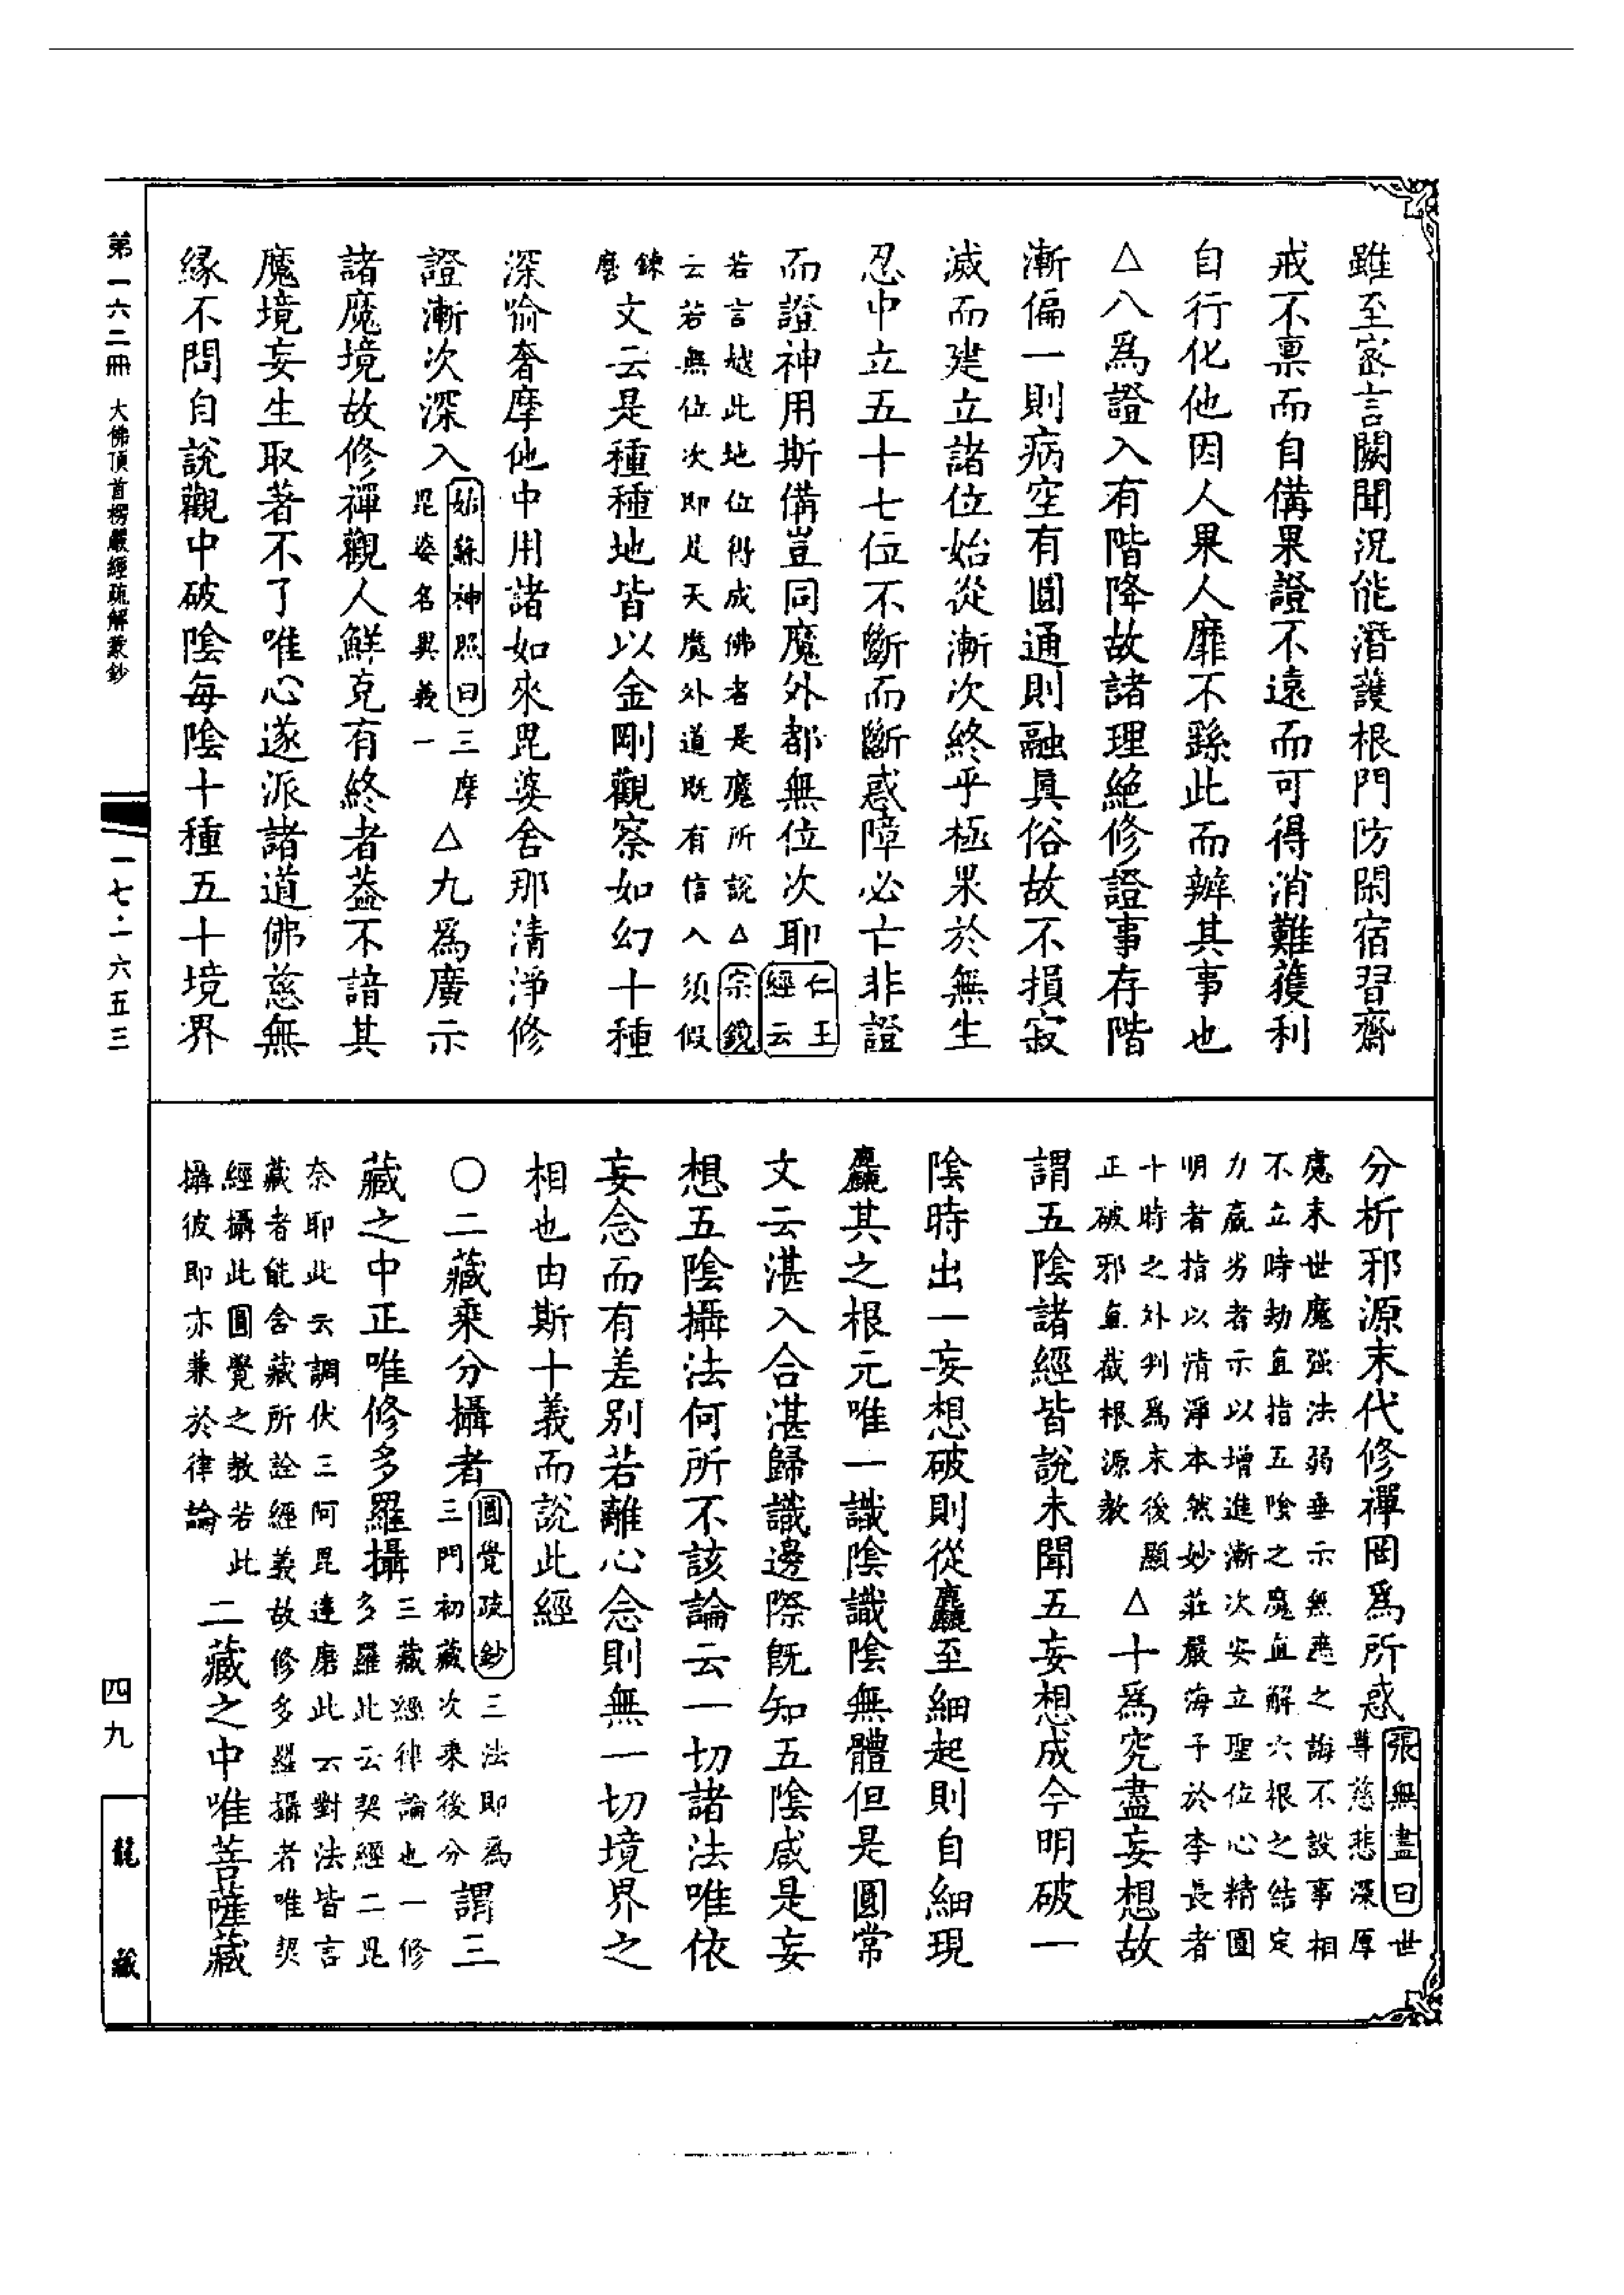 雖至密言闕聞況能潛護根門防閑宿習齋
戒不稟而自備果證不遠而可得消難獲利
自行化他因人果人靡不繇此而辦其事也
△八爲證入有階降故諸理絕修證事存階
漸偏一則病空有圓通則融眞俗故不損寂
滅而建立諸位始從漸次終乎極果於無生
忍中立五十七位不斷而斷惑障必亡非證
而證神用斯備豈同魔外都無位次耶仁王
經云
若言越此地位得成佛者是魔所說△宗鏡
云若無位次即是天魔外道既有信入須假
鍊
磨
文云是種種地皆以金剛觀察如幻十種
深喻奢摩他中用諸如來毘婆舍那清淨修
證漸次深入
姑蘇神照曰三摩
毘婆名異義一
△九爲廣示
諸魔境故修禪觀人鮮克有終者葢不諳其
魔境妄生取著不了唯心遂派諸道佛慈無
緣不問自說觀中破陰每陰十種五十境界
分析邪源末代修禪罔爲所惑
張無盡曰世
尊慈悲深厚
愍末世魔强法弱垂示無遮之誨不設事相
不立時劫直指五陰之魔直解六根之結定
力羸劣者示以增進漸次安立聖位心精圓
明者指以清淨本然妙莊嚴海予於李長者
十時之外判爲末後顯
正破邪直截根源教
△十爲究盡妄想故
謂五陰諸經皆說未聞五妄想成今明破一
陰時出一妄想破則從麤至細起則自細現
麤其之根元唯一識陰識陰無體但是圓常
文云湛入合湛歸識邊際旣知五陰咸是妄
想五陰攝法何所不該論云一切諸法唯依
妄念而有差別若離心念則無一切境界之
相也由斯十義而說此經
○二藏乘分攝者
圓覺疏鈔三法即爲
三門初藏次乘後分
謂三
藏之中正唯修多羅攝
三藏經律論也一修
多羅此云契經二毘
奈耶此云調伏三阿毘達磨此云對法皆言
藏者能含藏所詮經義故修多羅攝者唯契
經攝此圓覺之教若此
攝彼即亦兼於律論
二藏之中唯菩薩藏
第一六二冊 大佛頂首楞嚴經疏解蒙鈔
一七·一六五三
四九
龍藏